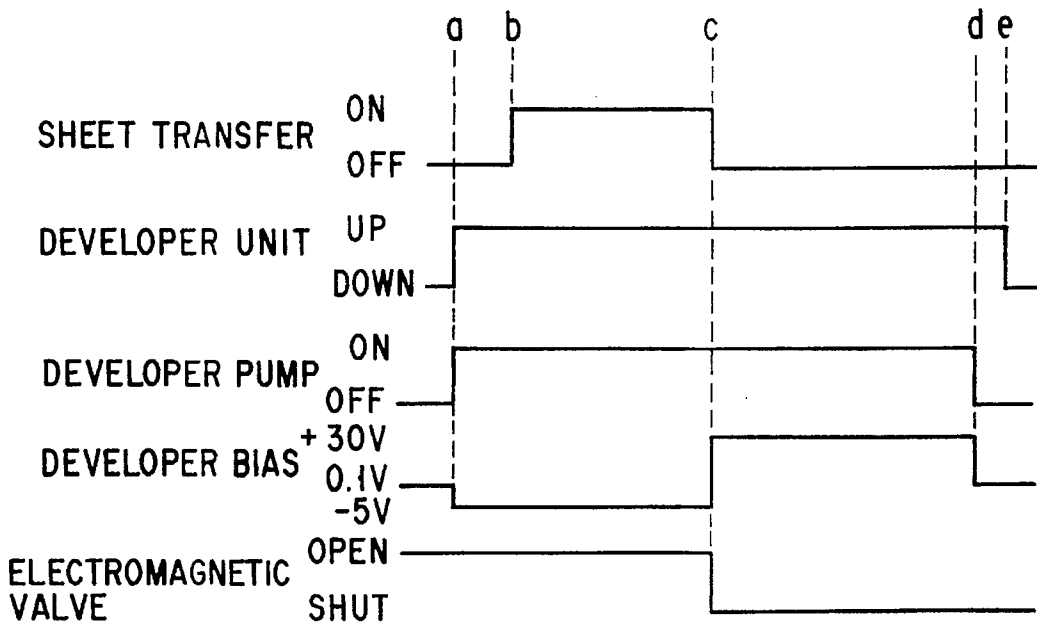 a b c d e
SHEET TRANSFER ON
OFF
DEVELOPER UNIT UP
DOWN
DEVELOPER PUMP ON
OFF
DEVELOPER BIAS +30V
0.1V
-5V
ELECTROMAGNETIC VALVE OPEN
SHUT